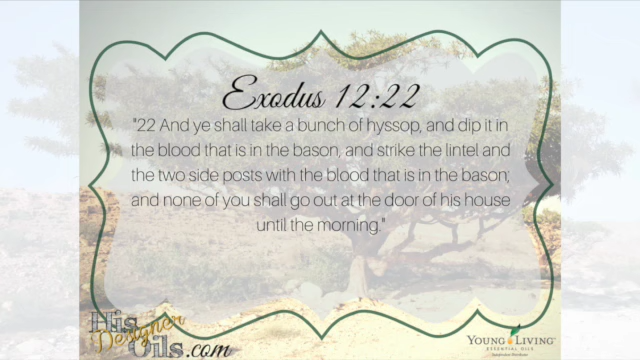 Exodus 12:22
"22 And ye shall take a bunch of hyssop, and dip it in
the blood that is in the bason, and strike the lintel and
the two side posts with the blood that is in the bason;
and none of you shall go out at the door of his house
until the morning."
His
Designer
Oils.com
YOUNG LIVING
ESSENTIAL OILS
Independent Distributor